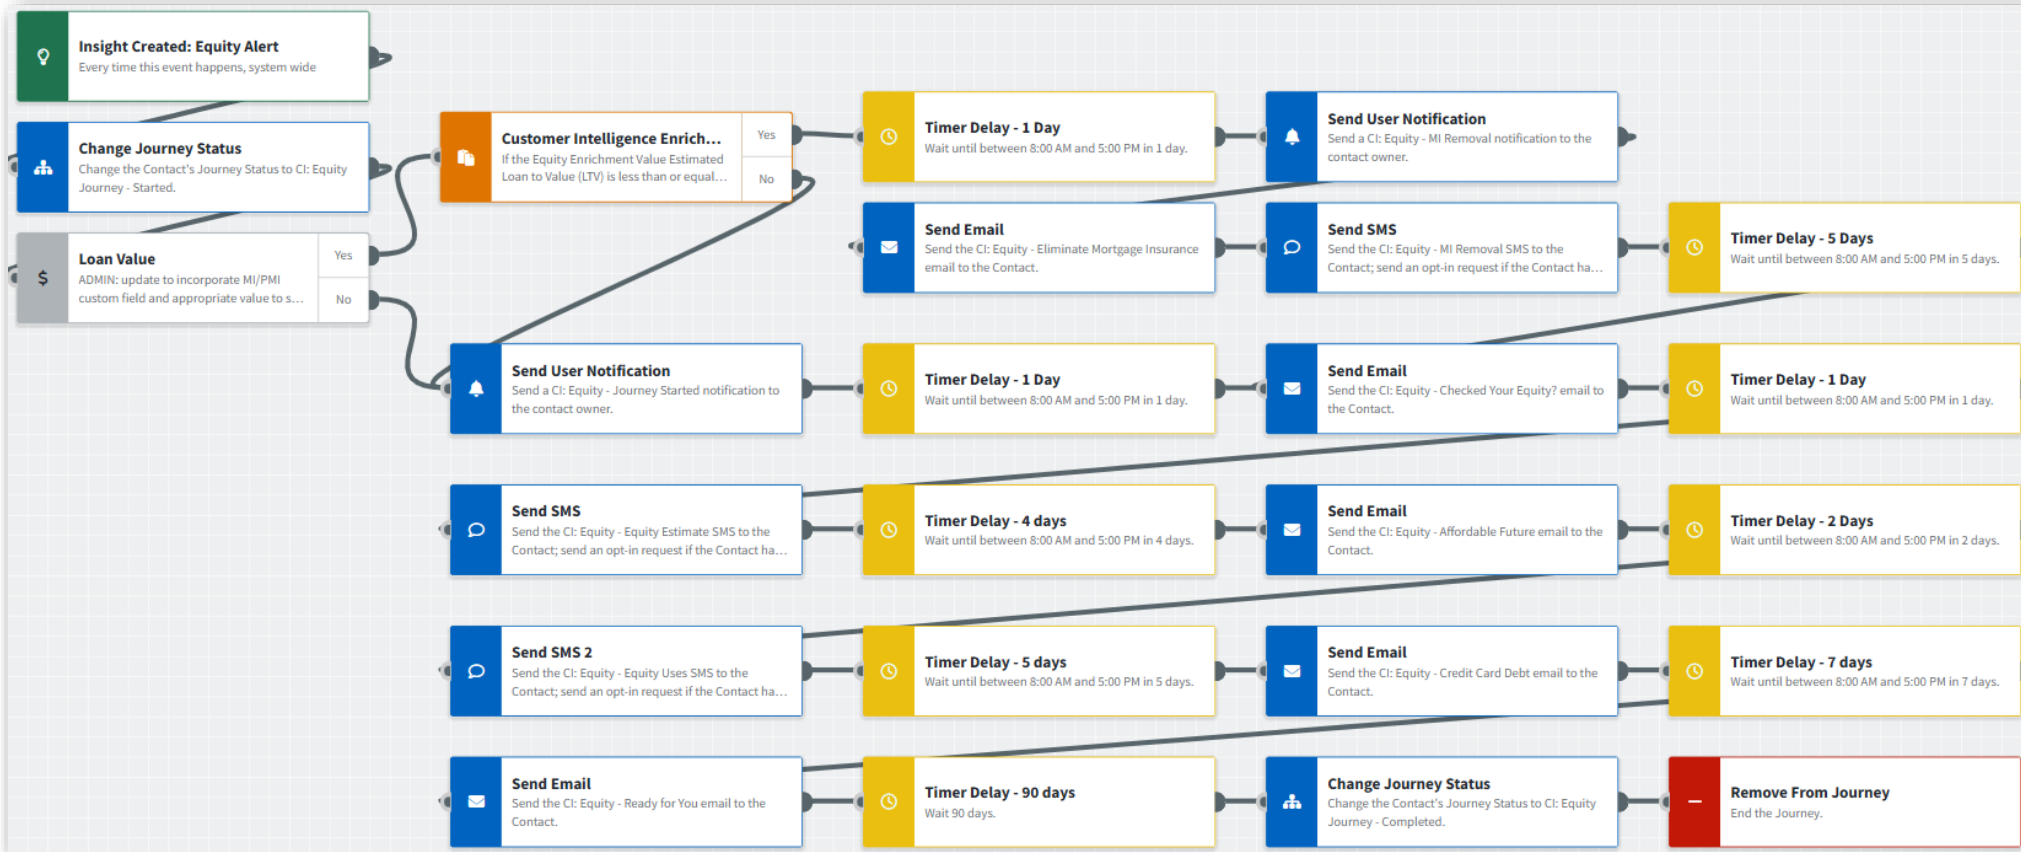 Insight Created: Equity Alert
Every time this event happens, system wide
Change Journey Status
Change the Contact's Journey Status to CI: Equity
Journey - Started.
Loan Value
ADMIN: update to incorporate MI/PMI
custom field and appropriate value to s...
Yes
No
Customer Intelligence Enrich...
If the Equity Enrichment Value Estimated
Loan to Value (LTV) is less than or equal...
Yes
No
Timer Delay - 1 Day
Wait until between 8:00 AM and 5:00 PM in 1 day.
Send User Notification
Send a CI: Equity - MI Removal notification to the
contact owner.
Send Email
Send the CI: Equity - Eliminate Mortgage Insurance
email to the Contact.
Send SMS
Send the CI: Equity - MI Removal SMS to the
Contact; send an opt-in request if the Contact ha...
Timer Delay - 5 Days
Wait until between 8:00 AM and 5:00 PM in 5 days.
Send User Notification
Send a CI: Equity - Journey Started notification to
the contact owner.
Timer Delay - 1 Day
Wait until between 8:00 AM and 5:00 PM in 1 day.
Send Email
Send the CI: Equity - Checked Your Equity? email to
the Contact.
Timer Delay - 1 Day
Wait until between 8:00 AM and 5:00 PM in 1 day.
Send SMS
Send the CI: Equity - Equity Estimate SMS to the
Contact; send an opt-in request if the Contact ha...
Timer Delay - 4 days
Wait until between 8:00 AM and 5:00 PM in 4 days.
Send Email
Send the CI: Equity - Affordable Future email to the
Contact.
Timer Delay - 2 Days
Wait until between 8:00 AM and 5:00 PM in 2 days.
Send SMS 2
Send the CI: Equity - Equity Uses SMS to the
Contact; send an opt-in request if the Contact ha...
Timer Delay - 5 days
Wait until between 8:00 AM and 5:00 PM in 5 days.
Send Email
Send the CI: Equity - Credit Card Debt email to the
Contact.
Timer Delay - 7 days
Wait until between 8:00 AM and 5:00 PM in 7 days.
Send Email
Send the CI: Equity - Ready for You email to the
Contact.
Timer Delay - 90 days
Wait 90 days.
Change Journey Status
Change the Contact's Journey Status to CI: Equity
Journey - Completed.
Remove From Journey
End the Journey.